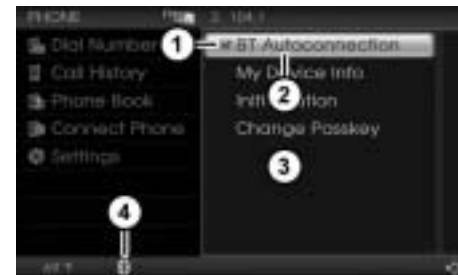 PHONE
Dial Number
Call History
Phone Book
Connect Phone
Settings
1
BT Autoconnection
My Device Info
2
Change Passkey
3
4